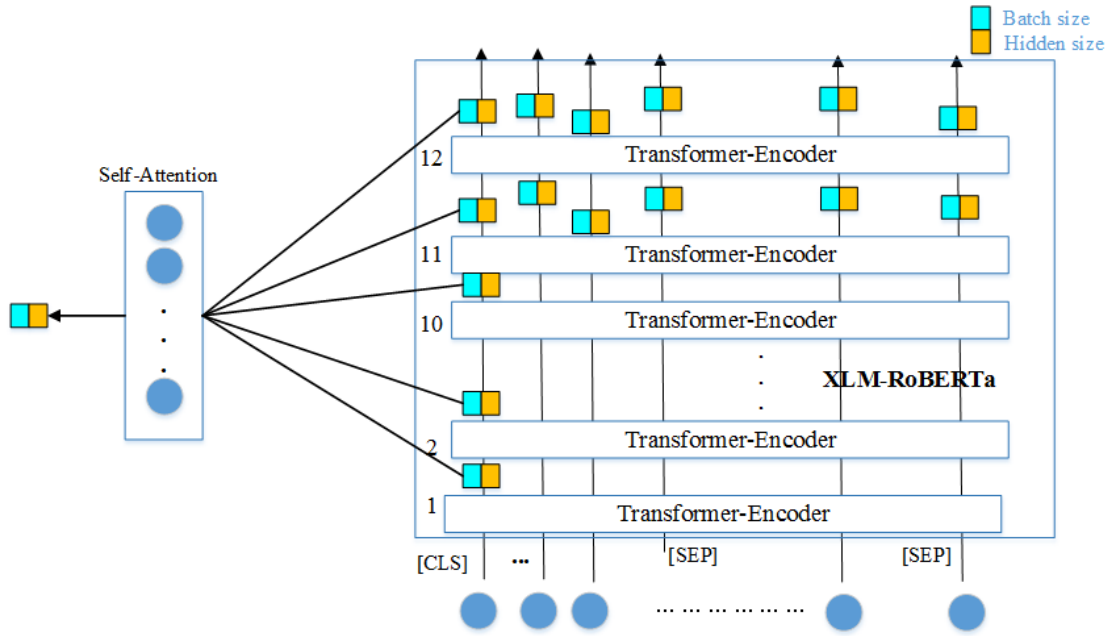 Batch size
Hidden size
12
Transformer-Encoder
Self-Attention
11
Transformer-Encoder
10
Transformer-Encoder
XLM-RoBERTa
2
Transformer-Encoder
1
Transformer-Encoder
[CLS]
...
[SEP]
[SEP]
... ... ... ... ... ... ...